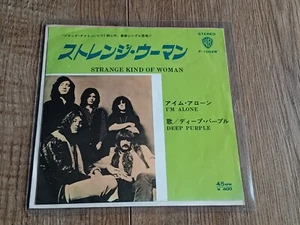 STEREO
ストレンジ・ウーマン
STRANGE KIND OF WOMAN
アイム・アローン
I'M ALONE
歌／ディープ・パープル
DEEP PURPLE
45